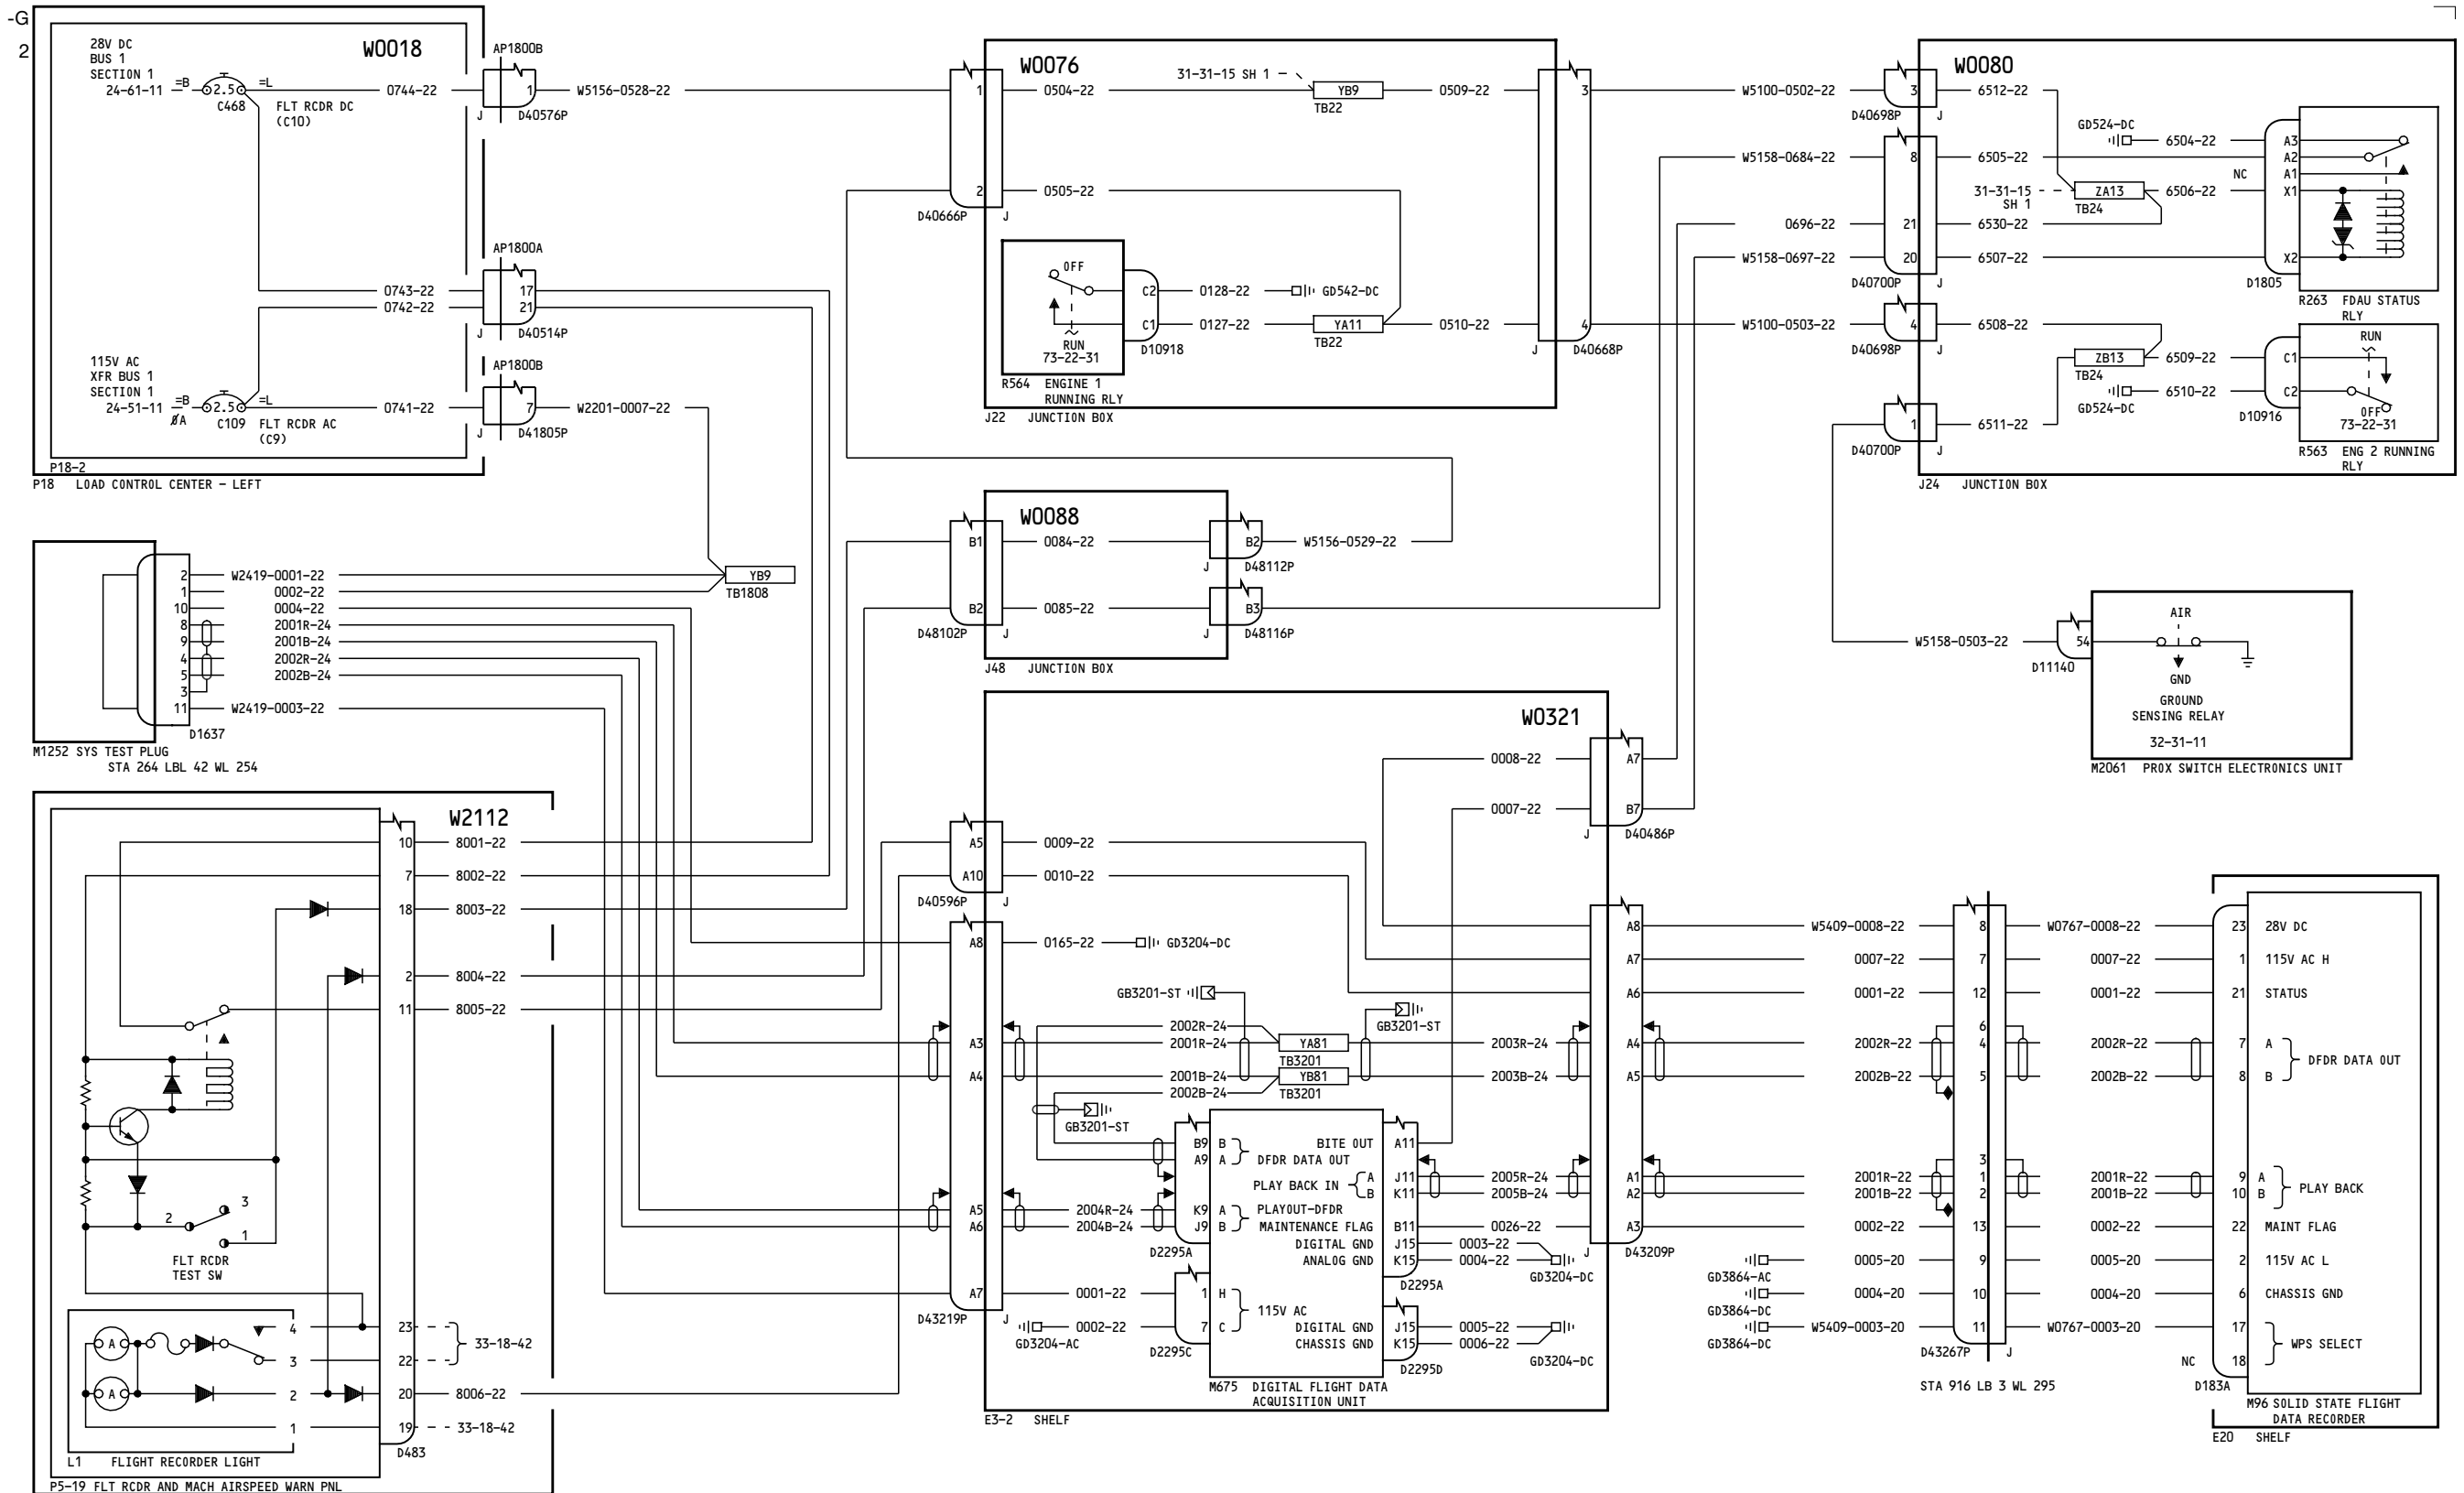 -G
2
28V DC
BUS 1
SECTION 1
24-61-11
=B
2.5
=L
C468
FLT RCDR DC
(C10)
W0018
0744-22
AP1800B
1
J
D40576P
W5156-0528-22
AP1800A
0743-22
0742-22
17
21
J
D40514P
115V AC
XFR BUS 1
SECTION 1
24-51-11
=B
ØA
2.5
=L
C109
FLT RCDR AC
(C9)
0741-22
AP1800B
7
J
D41805P
W2201-0007-22
P18-2
P18 LOAD CONTROL CENTER - LEFT
W0076
1
0504-22
31-31-15 SH 1
YB9
TB22
0509-22
3
2
0505-22
D40666P
J
OFF
RUN
73-22-31
C2
C1
D10918
0128-22
GD542-DC
0127-22
YA11
TB22
0510-22
4
J
D40668P
R564 ENGINE 1
RUNNING RLY
J22 JUNCTION BOX
W5100-0502-22
W5158-0684-22
0696-22
W5158-0697-22
W5100-0503-22
W0080
3
D40698P
J
6512-22
8
6505-22
21
6530-22
20
6507-22
D40700P
J
4
6508-22
D40698P
J
1
6511-22
D40700P
J
GD524-DC
6504-22
31-31-15
SH 1
ZA13
TB24
6506-22
NC
A3
A2
A1
X1
X2
D1805
R263 FDAU STATUS
RLY
ZB13
TB24
6509-22
GD524-DC
6510-22
C1
C2
D10916
RUN
OFF
73-22-31
R563 ENG 2 RUNNING
RLY
J24 JUNCTION BOX
W0088
B1
0084-22
B2
W5156-0529-22
J
D48112P
B2
0085-22
B3
D48102P
J
J
D48116P
J48 JUNCTION BOX
2
W2419-0001-22
1
0002-22
10
0004-22
8
2001R-24
9
2001B-24
4
2002R-24
5
2002B-24
3
11
W2419-0003-22
D1637
YB9
TB1808
M1252 SYS TEST PLUG
STA 264 LBL 42 WL 254
W5158-0503-22
54
D11140
AIR
GND
GROUND
SENSING RELAY
32-31-11
M2061 PROX SWITCH ELECTRONICS UNIT
W2112
10
8001-22
7
8002-22
18
8003-22
2
8004-22
11
8005-22
2
3
1
FLT RCDR
TEST SW
A
A
4
3
2
1
23
22
33-18-42
20
8006-22
19
33-18-42
D483
L1 FLIGHT RECORDER LIGHT
P5-19 FLT RCDR AND MACH AIRSPEED WARN PNL
W0321
0008-22
A7
0007-22
B7
J
D40486P
A5
0009-22
A10
0010-22
D40596P
J
A8
0165-22
GD3204-DC
GB3201-ST
GB3201-ST
2002R-24
A3
2001R-24
YA81
TB3201
2003R-24
A4
2001B-24
YB81
TB3201
2003B-24
2002B-24
GB3201-ST
B9
A9
B
A
DFDR DATA OUT
BITE OUT
A11
PLAY BACK IN
A
B
J11
K11
2005R-24
2005B-24
A5
A6
2004R-24
2004B-24
K9
J9
A
B
PLAYOUT-DFDR
MAINTENANCE FLAG
B11
0026-22
DIGITAL GND
J15
0003-22
ANALOG GND
K15
0004-22
GD3204-DC
D2295A
D2295A
A7
0001-22
1
H
115V AC
GD3204-AC
0002-22
7
C
D43219P
J
D2295C
DIGITAL GND
J15
0005-22
CHASSIS GND
K15
0006-22
GD3204-DC
D2295D
M675 DIGITAL FLIGHT DATA
ACQUISITION UNIT
E3-2 SHELF
A8
A7
A6
A4
A5
A1
A2
A3
J
D43209P
W5409-0008-22
8
W0767-0008-22
23
28V DC
0007-22
7
0007-22
1
115V AC H
0001-22
12
0001-22
21
STATUS
6
2002R-22
4
2002R-22
7
A
2002B-22
5
2002B-22
8
B
DFDR DATA OUT
3
2001R-22
1
2001R-22
9
A
2001B-22
2
2001B-22
10
B
PLAY BACK
0002-22
13
0002-22
22
MAINT FLAG
GD3864-AC
0005-20
9
0005-20
2
115V AC L
GD3864-DC
0004-20
10
0004-20
6
CHASSIS GND
GD3864-DC
W5409-0003-20
11
W0767-0003-20
17
NC
18
WPS SELECT
D43267P
J
STA 916 LB 3 WL 295
D183A
M96 SOLID STATE FLIGHT
DATA RECORDER
E20 SHELF